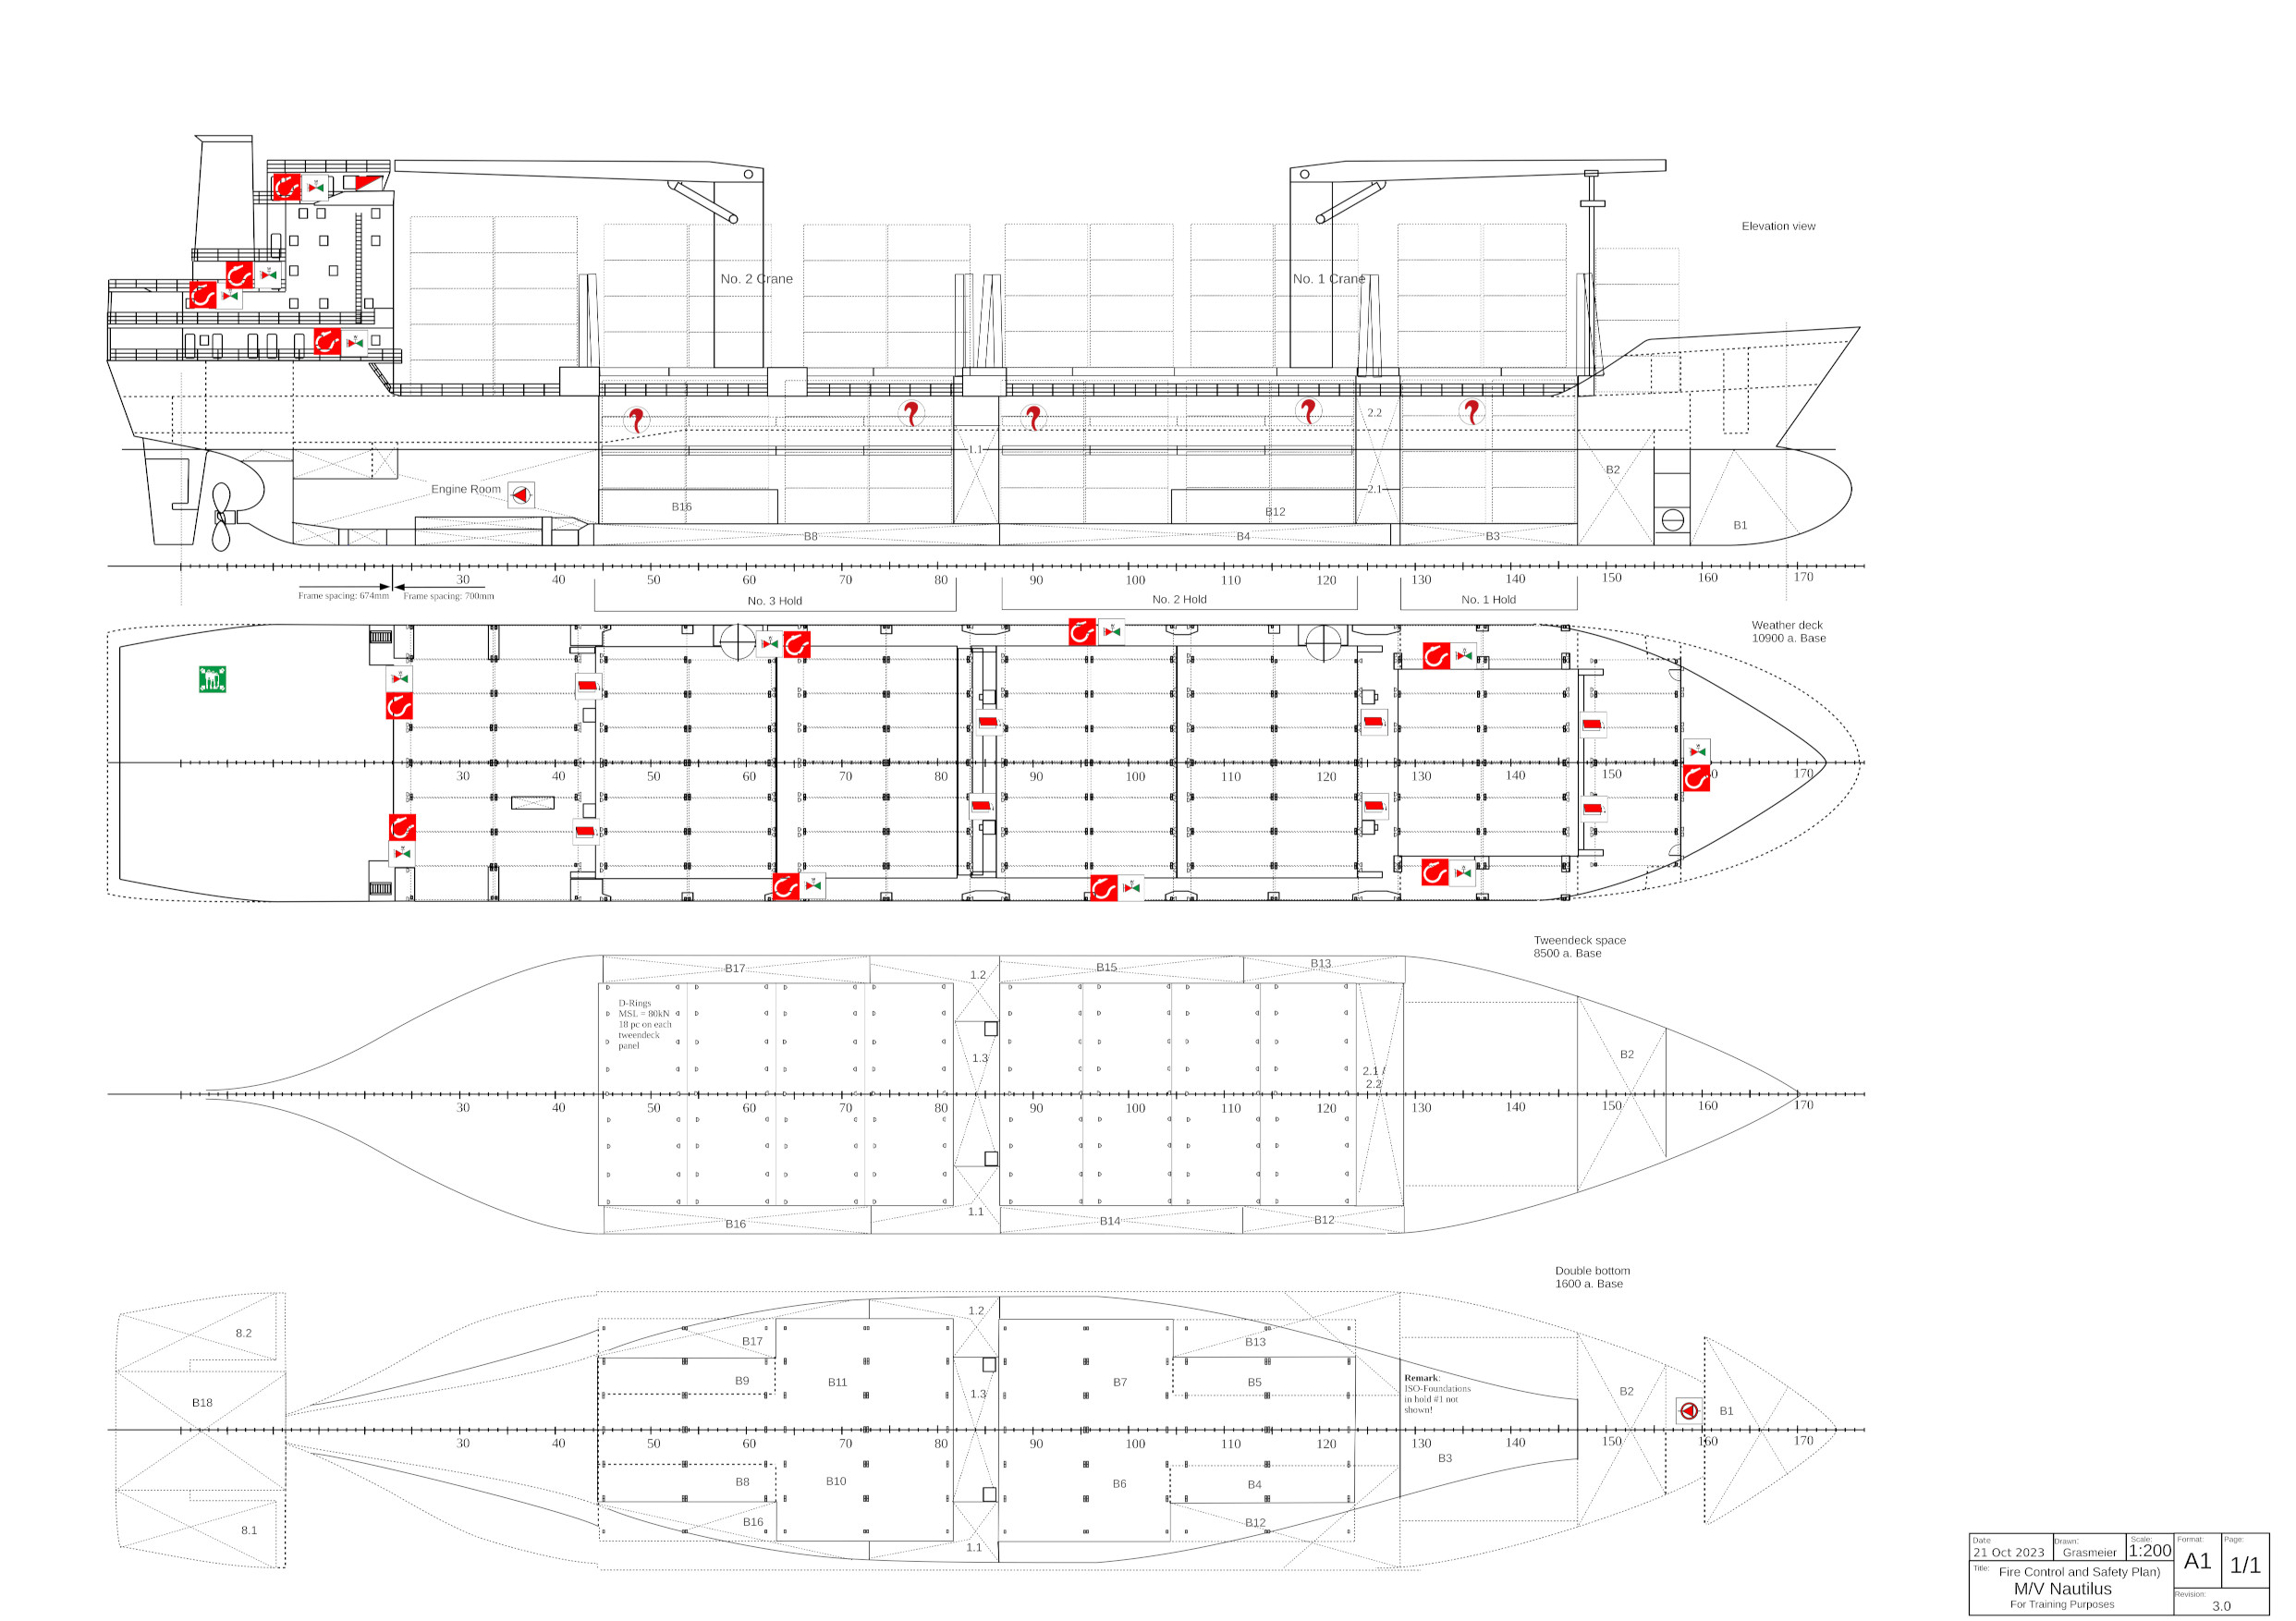 Elevation view
No. 2 Crane
No. 1 Crane
2.2
1.1
B2
Engine Room
2.1
B16
B12
B1
B8
B4
B3
30 40 50 60 70 80 90 100 110 120 130 140 150 160 170
Frame spacing: 674mm
Frame spacing: 700mm
No. 3 Hold
No. 2 Hold
No. 1 Hold
Weather deck
10900 a. Base
30 40 50 60 70 80 90 100 110 120 130 140 150 170
Tweendeck space
8500 a. Base
B17
1.2
B15
B13
D-Rings
MSL = 80kN
18 pc on each
tweendeck
panel
1.3
B2
2.1 /
2.2
30 40 50 60 70 80 90 100 110 120 130 140 150 160 170
1.1
B16
B14
B12
Double bottom
1600 a. Base
8.2
1.2
B17
B13
B9
B11
1.3
B7
B5
Remark:
ISO-Foundations
in hold #1 not
shown!
B2
B18
B1
30 40 50 60 70 80 90 100 110 120 130 140 150 160 170
B3
B8
B10
B6
B4
B16
B12
8.1
1.1
Date
21 Oct 2023
Drawn:
Grasmeier
Scale:
1:200
Format:
A1
Page:
1/1
Title:
Fire Control and Safety Plan)
M/V Nautilus
For Training Purposes
Revision:
3.0